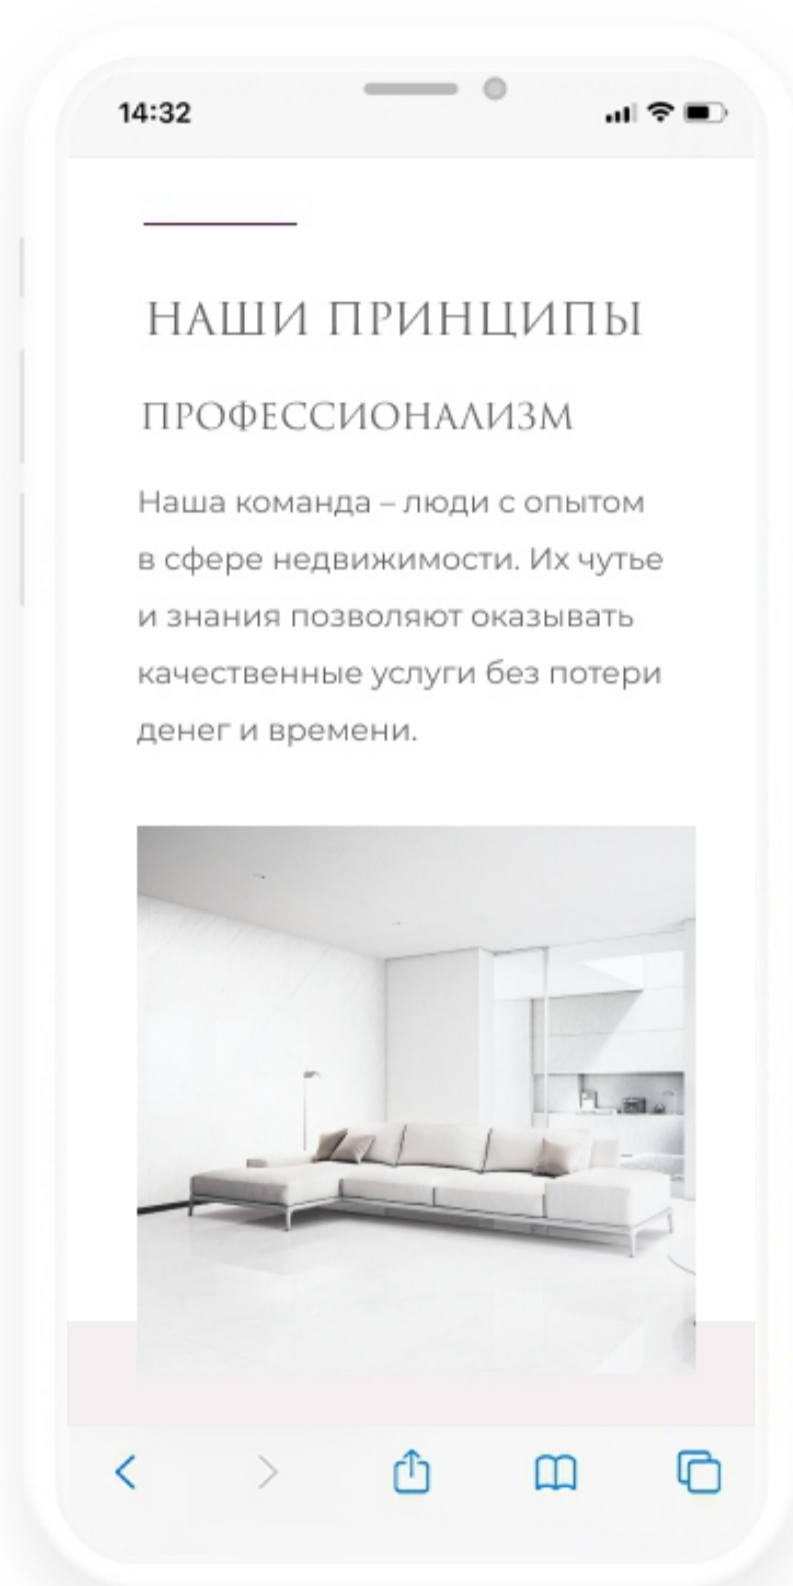 14:32
НАШИ ПРИНЦИПЫ
ПРОФЕССИОНАЛИЗМ
Наша команда – люди с опытом
в сфере недвижимости. Их чутье
и знания позволяют оказывать
качественные услуги без потери
денег и времени.